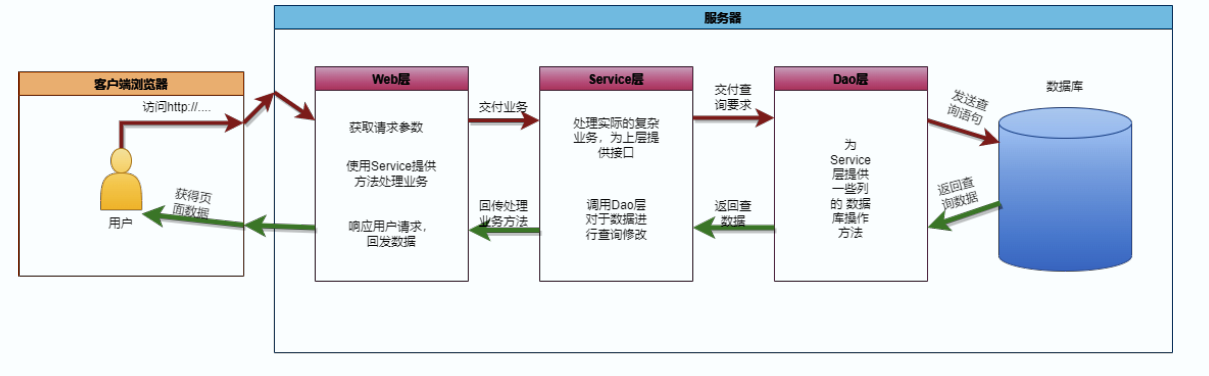 服务器
客户端浏览器
访问http://....
用户
获得页
面数据
Web层
获取请求参数
使用Service提供
方法处理业务
响应用户请求，
回发数据
交付业务
回传处理
业务方法
Service层
处理实际的复杂
业务，为上层提
供接口
调用Dao层
对于数据进
行查询修改
交付查
询要求
返回查
数据
Dao层
为
Service
层提供
一些列
的 数据
库操作
方法
发送查
询语句
返回查
询数据
数据库